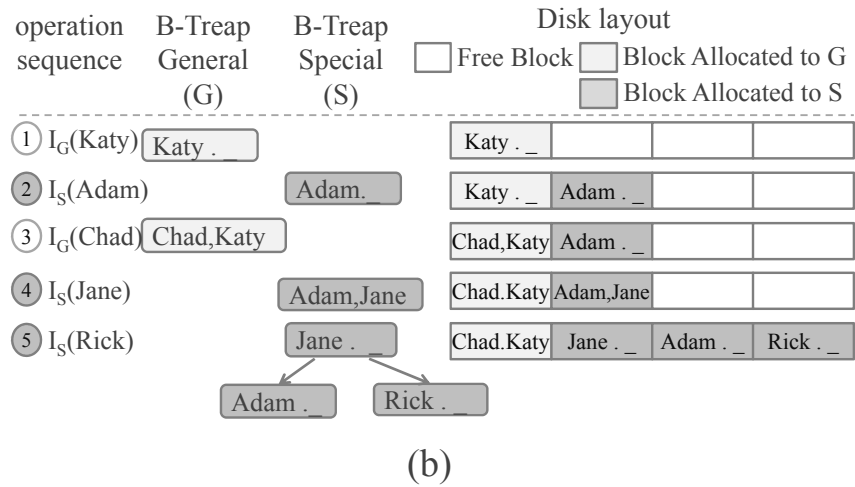 operation sequence
B-Treap General (G)
B-Treap Special (S)
Disk layout
Free Block
Block Allocated to G
Block Allocated to S
1 I_G(Katy) Katy . _ Katy . _
2 I_S(Adam) Adam._ Katy . _ Adam . _
3 I_G(Chad) Chad,Katy Chad,Katy Adam . _
4 I_S(Jane) Adam,Jane Chad.Katy Adam,Jane
5 I_S(Rick) Jane . _ Chad.Katy Jane . _ Adam . _ Rick . _
Adam ._ Rick . _
(b)